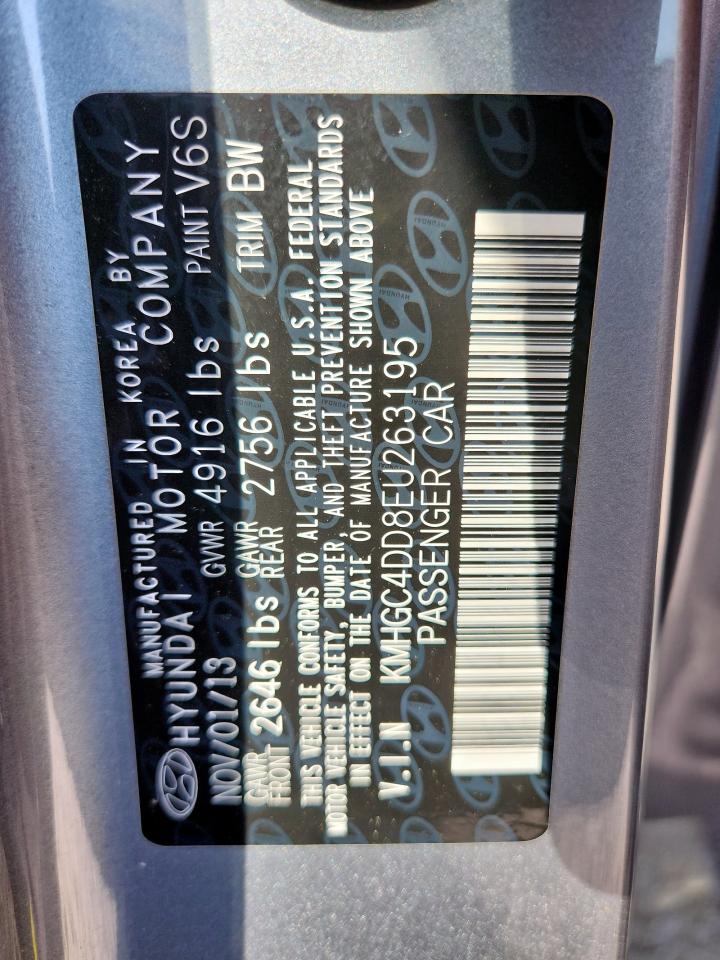 MANUFACTURED IN KOREA BY
HYUNDAI MOTOR COMPANY
NOV/01/13 GVWR 4916 lbs PAINT V6S
GAWR FRONT 2646 lbs GAWR REAR 2756 lbs TRIM BW
THIS VEHICLE CONFORMS TO ALL APPLICABLE U.S.A. FEDERAL
MOTOR VEHICLE SAFETY, BUMPER, AND THEFT PREVENTION STANDARDS
IN EFFECT ON THE DATE OF MANUFACTURE SHOWN ABOVE
V.I.N KMHGC4DD8EU263195
PASSENGER CAR